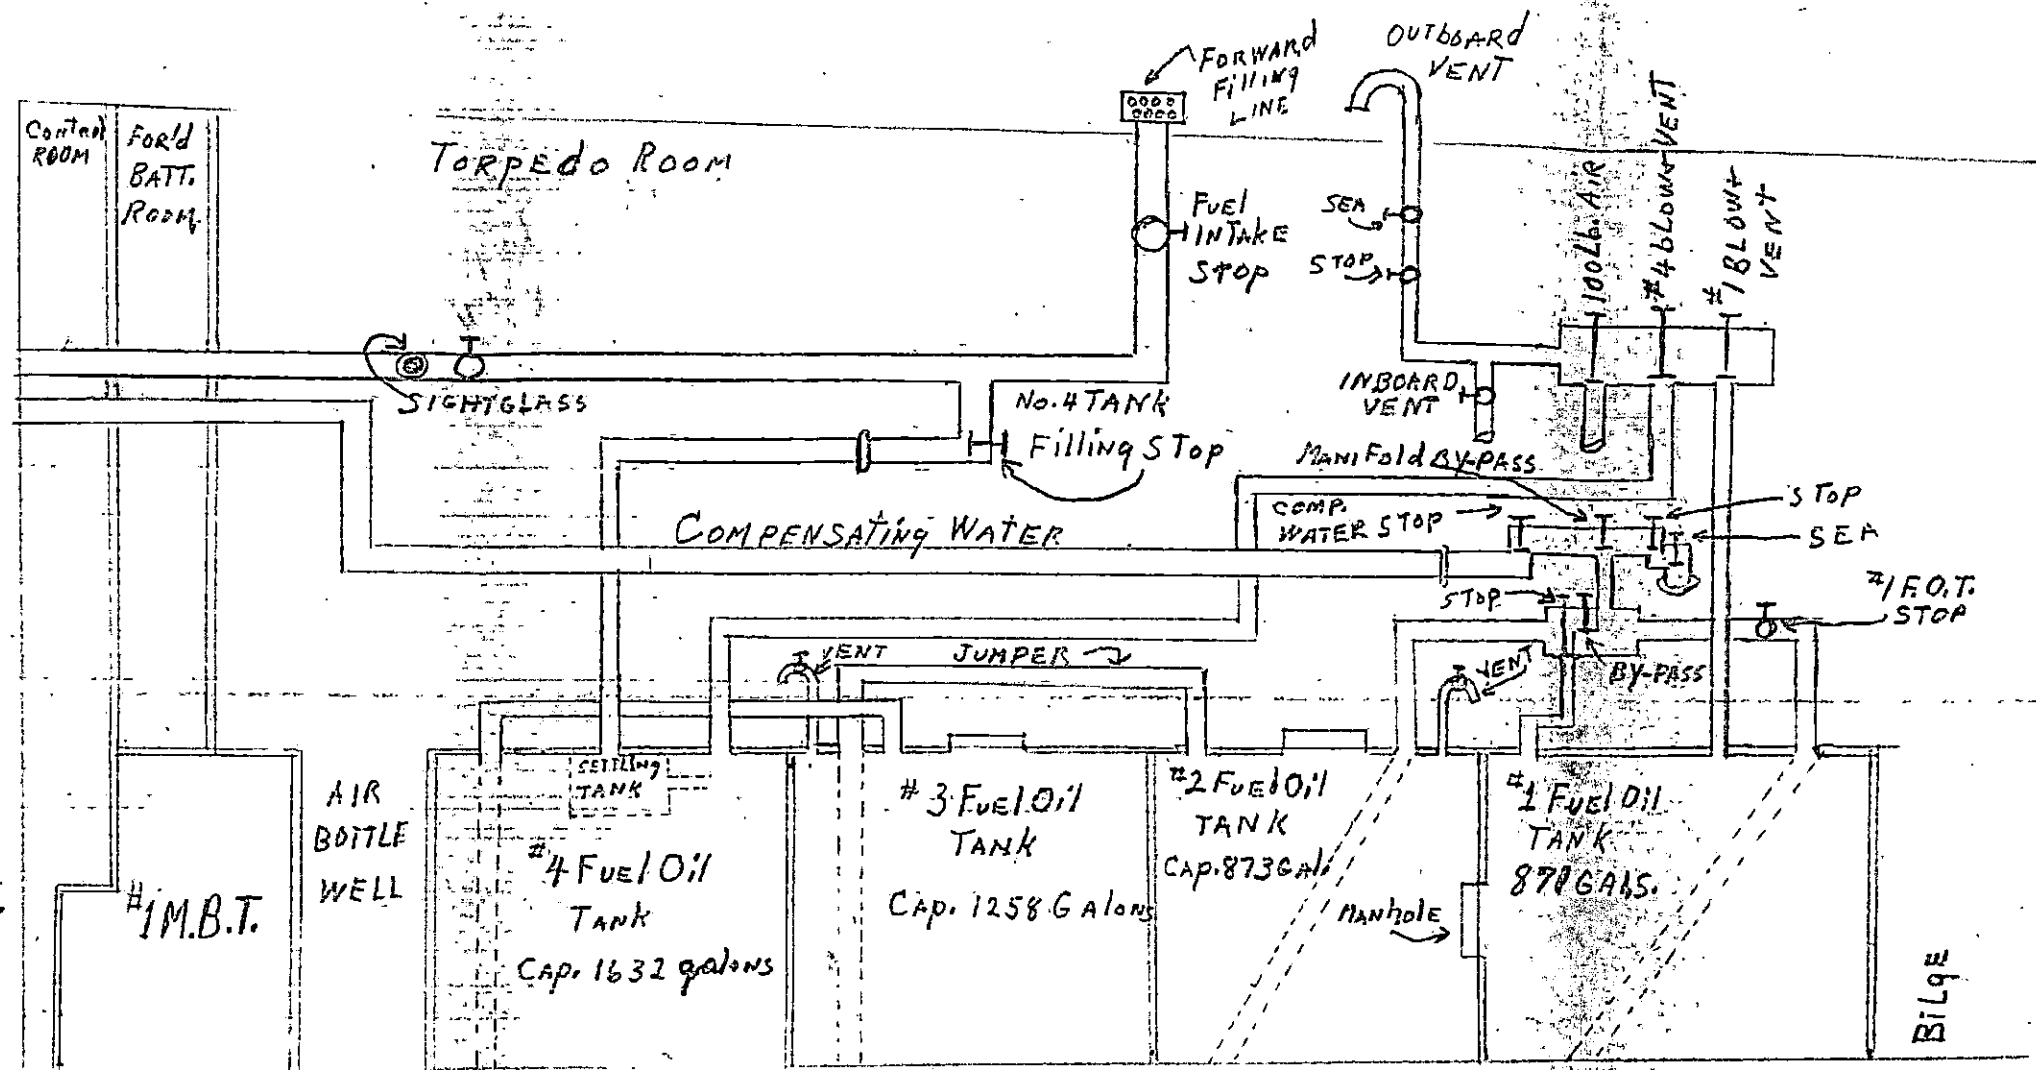 Control
ROOM
FOR'd
BATT.
ROOM
TORPEDO ROOM
FORWARd
Filling
LINE
OUTbOARd
VENT
FUEl
INTAKE
STOP
SEA
STOP
100Lb. AIR
#4 bLOW+VENT
#1 BLOW+
VENT
SIGHTGLASS
No. 4 TANK
Filling STop
INBOARD
VENT
MANIFold BY-PASS
COMP.
WATER STOP
STOP
SEA
COMPENSATing WATER
STOP
#1 F.O.T.
STOP
VENT
JUMPER
VENT
BY-PASS
SETTLING
TANK
AIR
BOTTLE
WELL
#1 M.B.T.
#4 FUEl Oil
TANK
CAP. 1632 galons
#3 FUEl Oil
TANK
CAP. 1258 GAlons
#2 FUEl Oil
TANK
CAP. 873 GAl.
MANhOlE
#1 FUEl Oil
TANK
GAlS.
BilgE